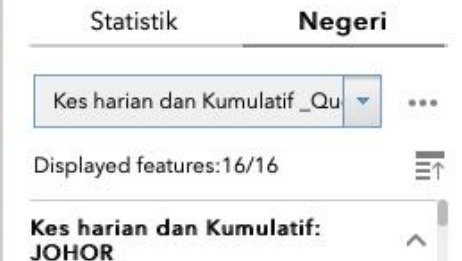 Statistik Negeri
Kes harian dan Kumulatif _Qu
Displayed features:16/16
Kes harian dan Kumulatif:
JOHOR